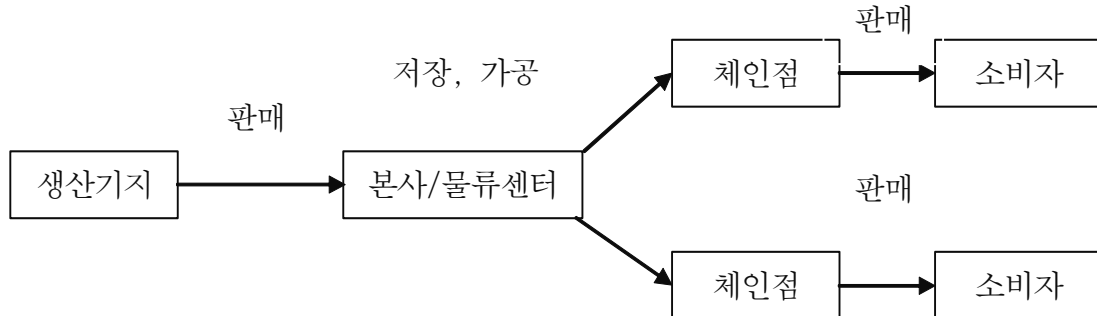 판매
체인점
소비자
저장, 가공
판매
생산기지
본사/물류센터
판매
체인점
소비자